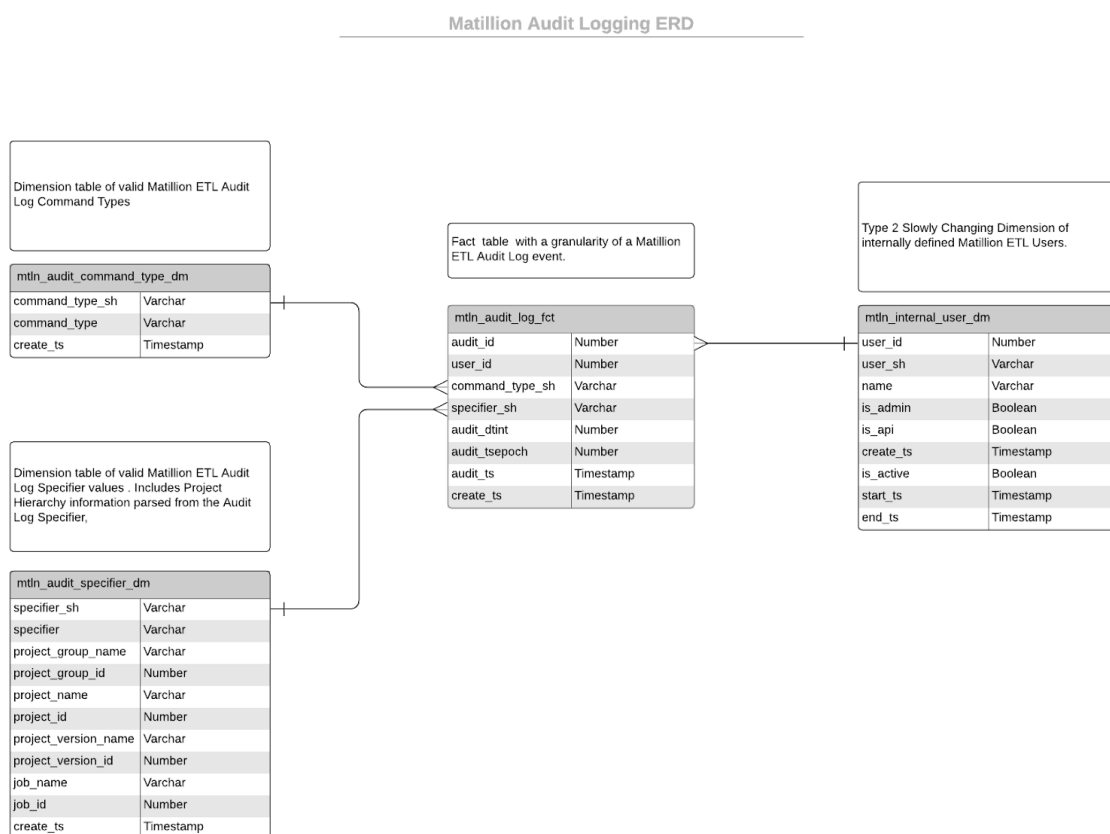 Matillion Audit Logging ERD
Dimension table of valid Matillion ETL Audit
Log Command Types
mtln_audit_command_type_dm
command_type_sh Varchar
command_type Varchar
create_ts Timestamp
Dimension table of valid Matillion ETL Audit
Log Specifier values . Includes Project
Hierarchy information parsed from the Audit
Log Specifier,
mtln_audit_specifier_dm
specifier_sh Varchar
specifier Varchar
project_group_name Varchar
project_group_id Number
project_name Varchar
project_id Number
project_version_name Varchar
project_version_id Number
job_name Varchar
job_id Number
create_ts Timestamp
Fact table with a granularity of a Matillion
ETL Audit Log event.
mtln_audit_log_fct
audit_id Number
user_id Number
command_type_sh Varchar
specifier_sh Varchar
audit_dtint Number
audit_tsepoch Number
audit_ts Timestamp
create_ts Timestamp
Type 2 Slowly Changing Dimension of
internally defined Matillion ETL Users.
mtln_internal_user_dm
user_id Number
user_sh Varchar
name Varchar
is_admin Boolean
is_api Boolean
create_ts Timestamp
is_active Boolean
start_ts Timestamp
end_ts Timestamp